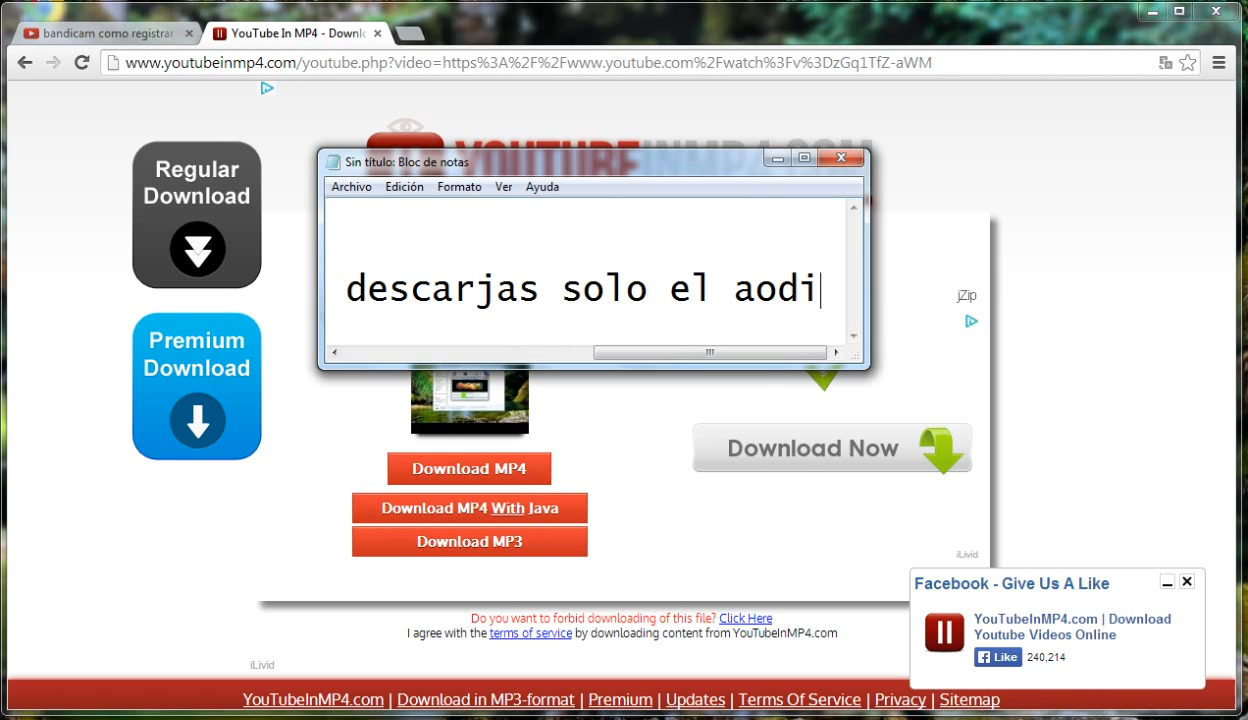 bandicam como registrar
YouTube In MP4 - Downlo
www.youtubeinmp4.com/youtube.php?video=https%3A%2F%2Fwww.youtube.com%2Fwatch%3Fv%3DzGq1TfZ-aWM
YOUTUBEINMP4.COM
Regular
Download
Premium
Download
Sin título: Bloc de notas
Archivo Edición Formato Ver Ayuda
descarjas solo el aodi
jZip
Download Now
Download MP4
Download MP4 With Java
Download MP3
iLivid
Facebook - Give Us A Like
YouTubeInMP4.com | Download
Youtube Videos Online
Like 240,214
Do you want to forbid downloading of this file? Click Here
I agree with the terms of service by downloading content from YouTubeInMP4.com
iLivid
YouTubeInMP4.com | Download in MP3-format | Premium | Updates | Terms Of Service | Privacy | Sitemap